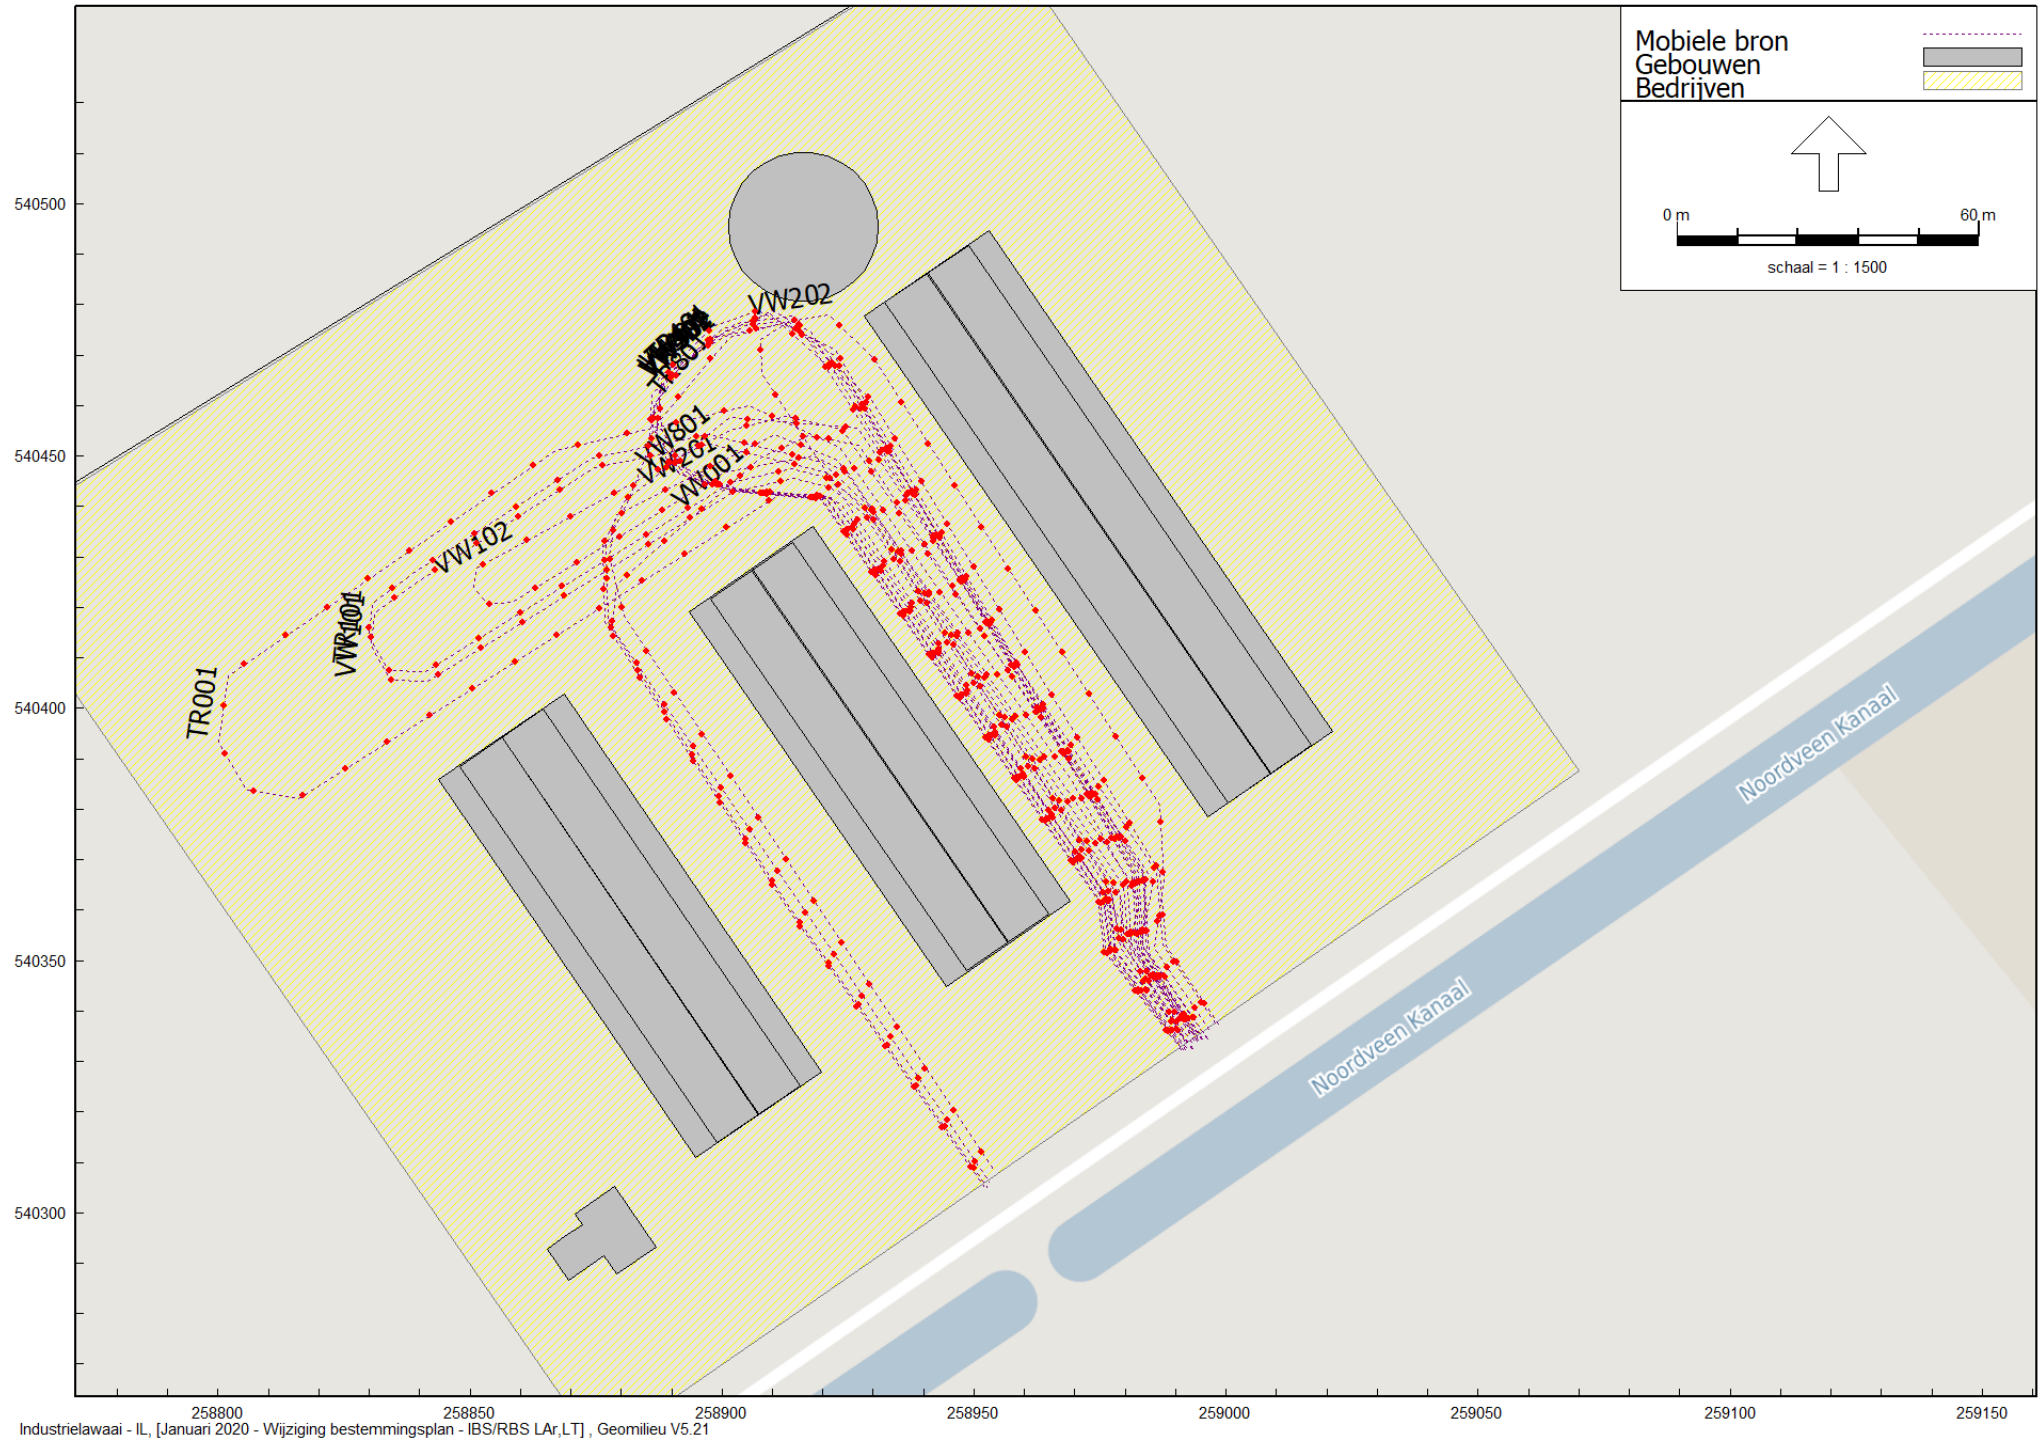 Mobiele bron
Gebouwen
Bedrijven
0 m
60 m
schaal = 1 : 1500
540500
540450
540400
540350
540300
VW202
TR801
VW801
VW201
VW001
VW102
TR101
VW101
TR001
Noordveen Kanaal
Noordveen Kanaal
258800
258850
258900
258950
259000
259050
259100
259150
Industrielawaai - IL, [Januari 2020 - Wijziging bestemmingsplan - IBS/RBS LAr,LT] , Geomilieu V5.21